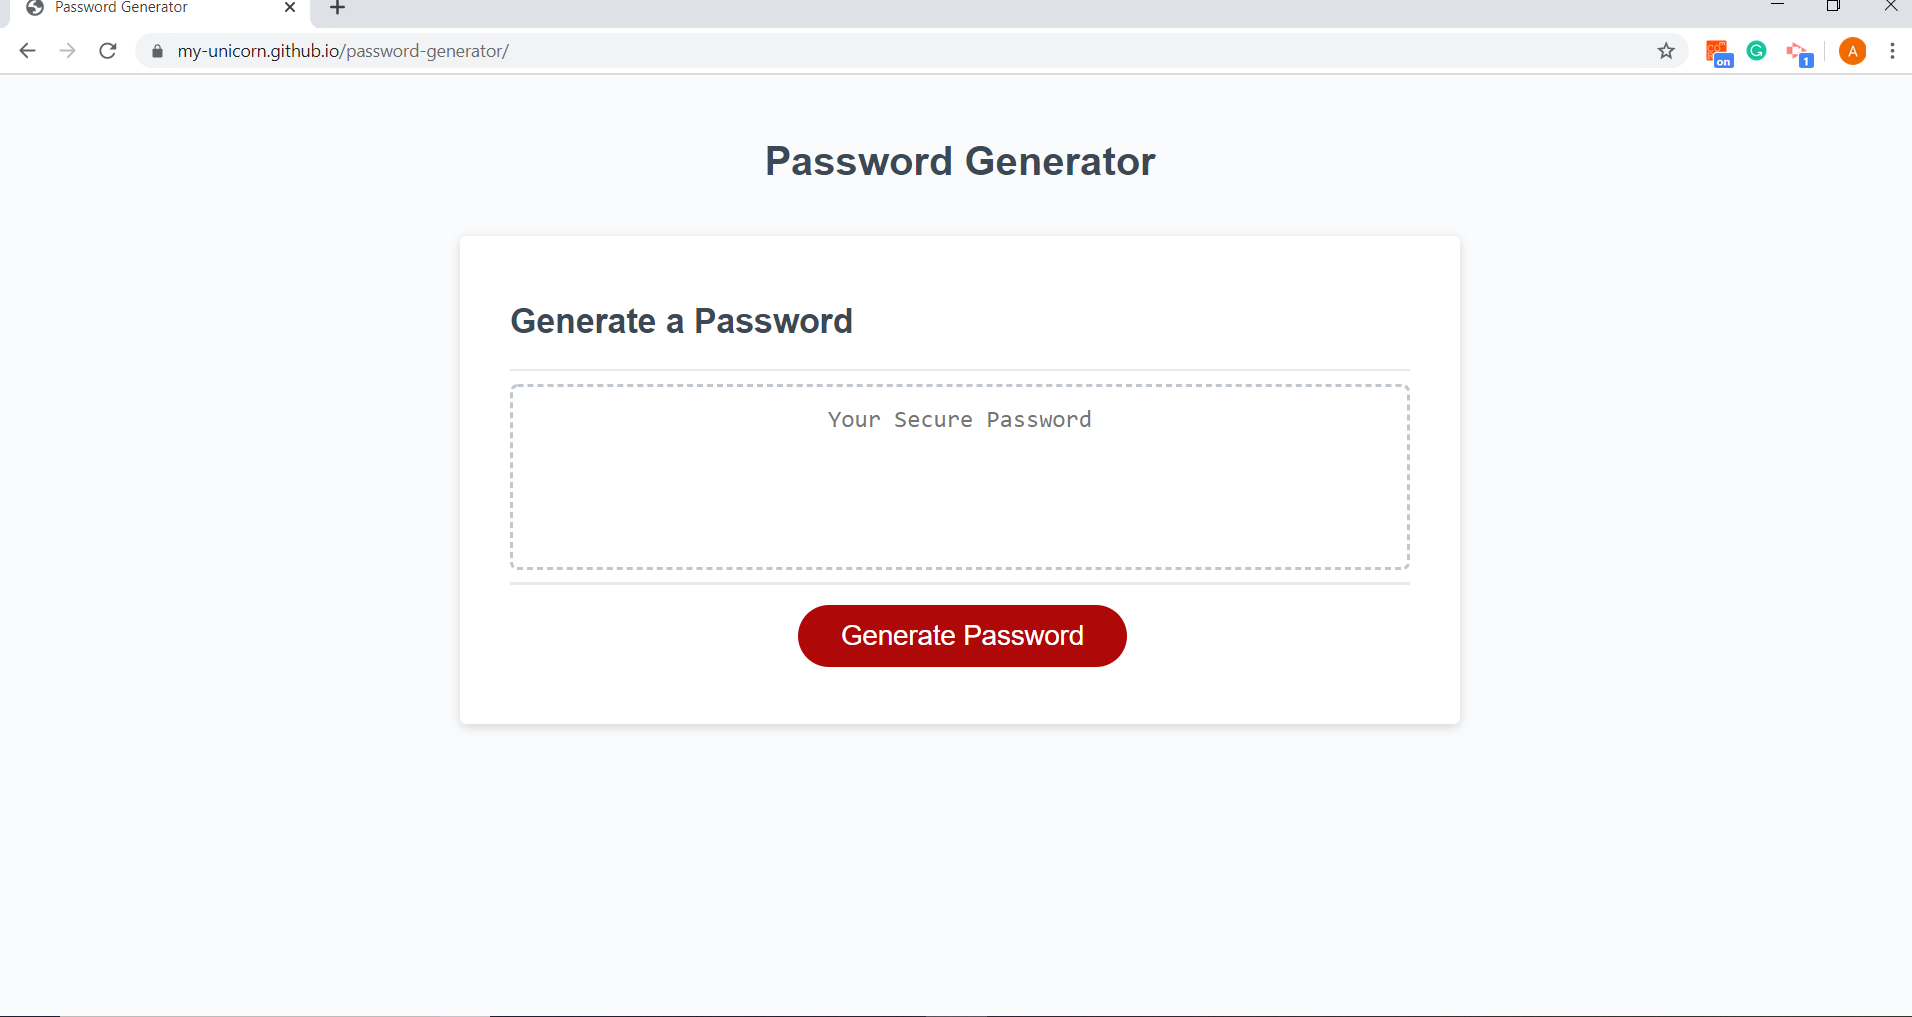 Password Generator
my-unicorn.github.io/password-generator/
on
G
1
A
Password Generator
Generate a Password
Your Secure Password
Generate Password